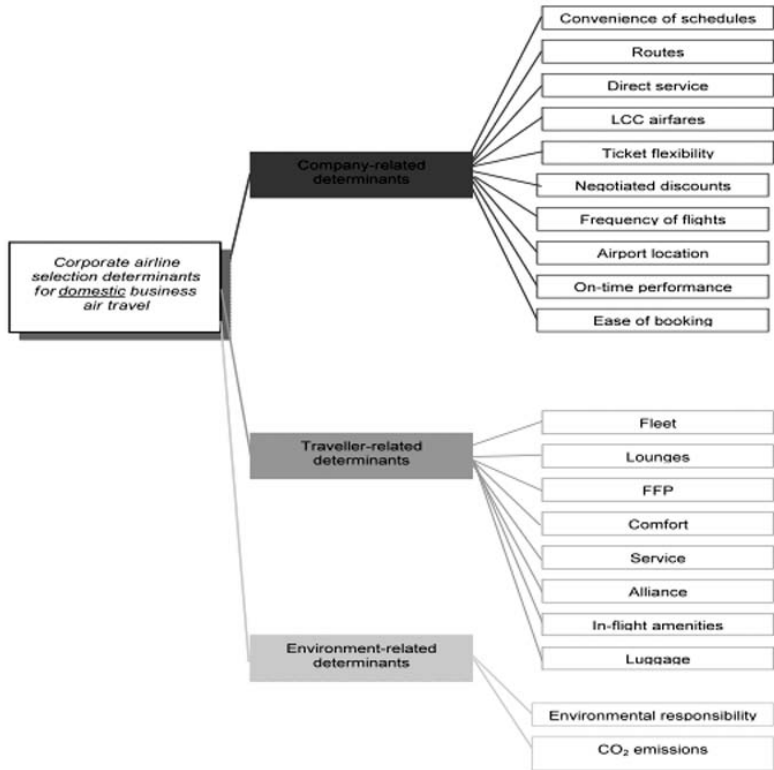 Corporate airline
selection determinants
for domestic business
air travel
Company-related
determinants
Convenience of schedules
Routes
Direct service
LCC airfares
Ticket flexibility
Negotiated discounts
Frequency of flights
Airport location
On-time performance
Ease of booking
Traveller-related
determinants
Fleet
Lounges
FFP
Comfort
Service
Alliance
In-flight amenities
Luggage
Environment-related
determinants
Environmental responsibility
CO₂ emissions